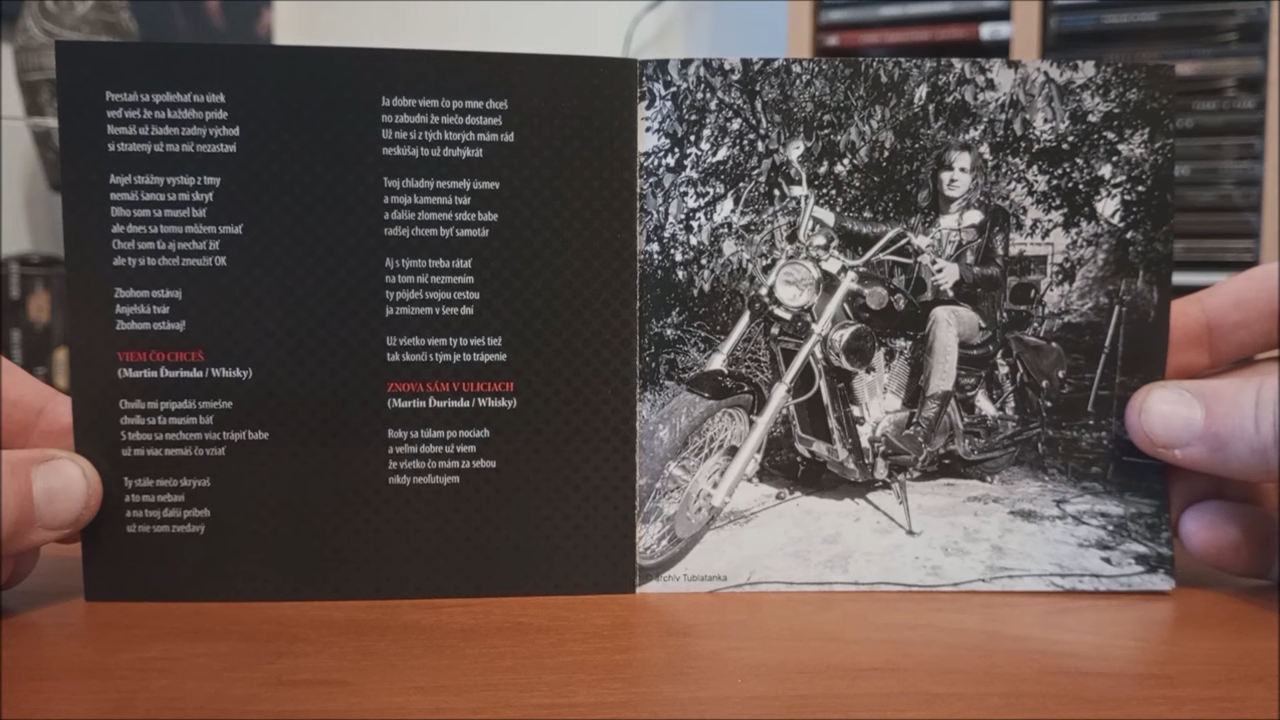 Prestaň sa spoliehať na útek
veď vieš že na každého príde
Nemáš už žiaden zadný východ
si stratený už ma nič nezastaví
Anjel strážny vystúp z tmy
nemáš šancu sa mi skryť
Dlho som sa musel báť
ale dnes sa tomu môžem smiať
Chcel som ťa aj nechať žiť
ale ty si to chcel zneužiť OK
Zbohom ostávaj
Anjelská tvár
Zbohom ostávaj!
VIEM ČO CHCEŠ
(Martin Ďurinda / Whisky)
Chvíľu mi pripadáš smiešne
chvíľu sa ťa musím báť
S tebou sa nechcem viac trápiť babe
už mi viac nemáš čo vziať
Ty stále niečo skrývaš
a to ma nebaví
a na tvoj ďalší príbeh
už nie som zvedavý
Ja dobre viem čo po mne chceš
no zabudni že niečo dostaneš
Už nie si z tých ktorých mám rád
neskúšaj to už druhýkrát
Tvoj chladný nesmelý úsmev
a moja kamenná tvár
a ďalšie zlomené srdce babe
radšej chcem byť samotár
Aj s týmto treba rátať
na tom nič nezmením
ty pôjdeš svojou cestou
ja zmiznem v šere dní
Už všetko viem ty to vieš tiež
tak skonči s tým je to trápenie
ZNOVA SÁM V ULICIACH
(Martin Ďurinda / Whisky)
Roky sa túlam po nociach
a veľmi dobre už viem
že všetko čo mám za sebou
nikdy neoľutujem
© archív Tublatanka